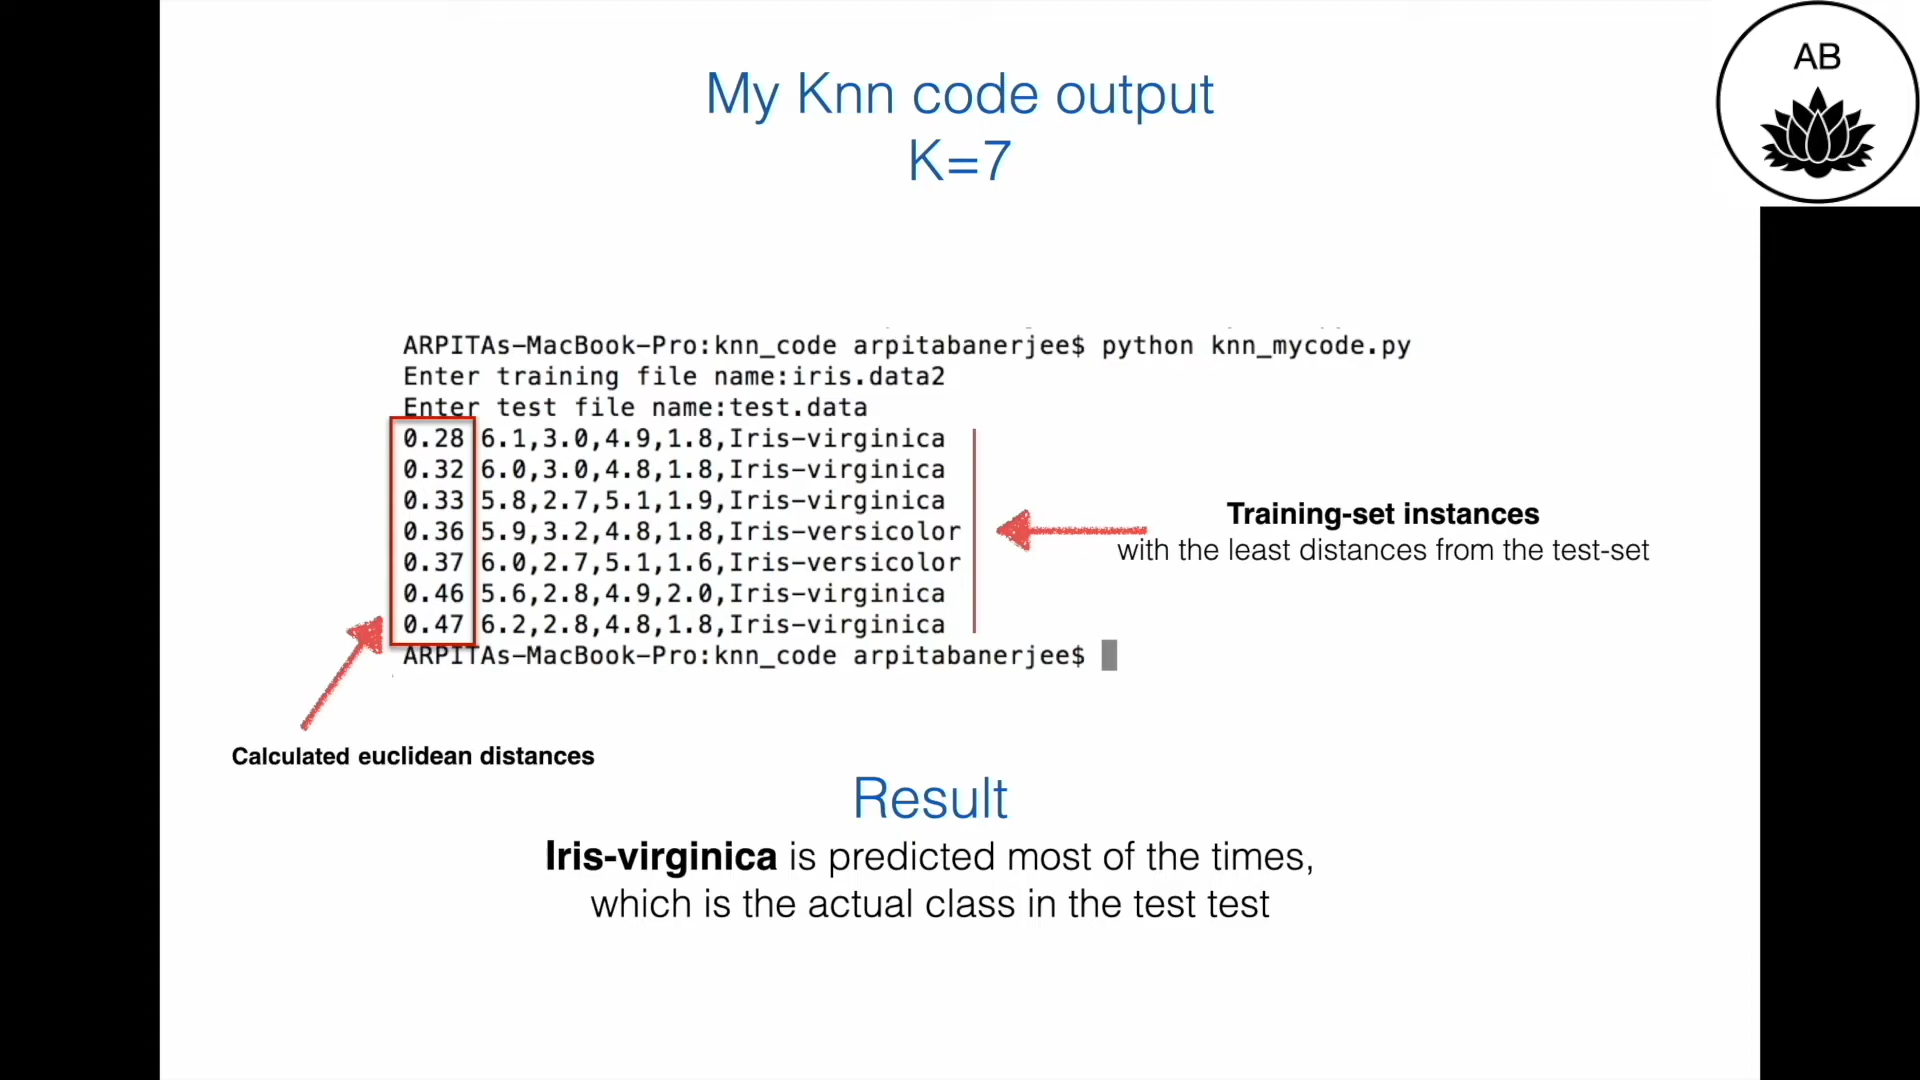 AB
My Knn code output
K=7
ARPITAs-MacBook-Pro:knn_code arpitabanerjee$ python knn_mycode.py
Enter training file name:iris.data2
Enter test file name:test.data
0.28 6.1,3.0,4.9,1.8,Iris-virginica
0.32 6.0,3.0,4.8,1.8,Iris-virginica
0.33 5.8,2.7,5.1,1.9,Iris-virginica
0.36 5.9,3.2,4.8,1.8,Iris-versicolor
0.37 6.0,2.7,5.1,1.6,Iris-versicolor
0.46 5.6,2.8,4.9,2.0,Iris-virginica
0.47 6.2,2.8,4.8,1.8,Iris-virginica
ARPITAs-MacBook-Pro:knn_code arpitabanerjee$
Training-set instances
with the least distances from the test-set
Calculated euclidean distances
Result
Iris-virginica is predicted most of the times,
which is the actual class in the test test